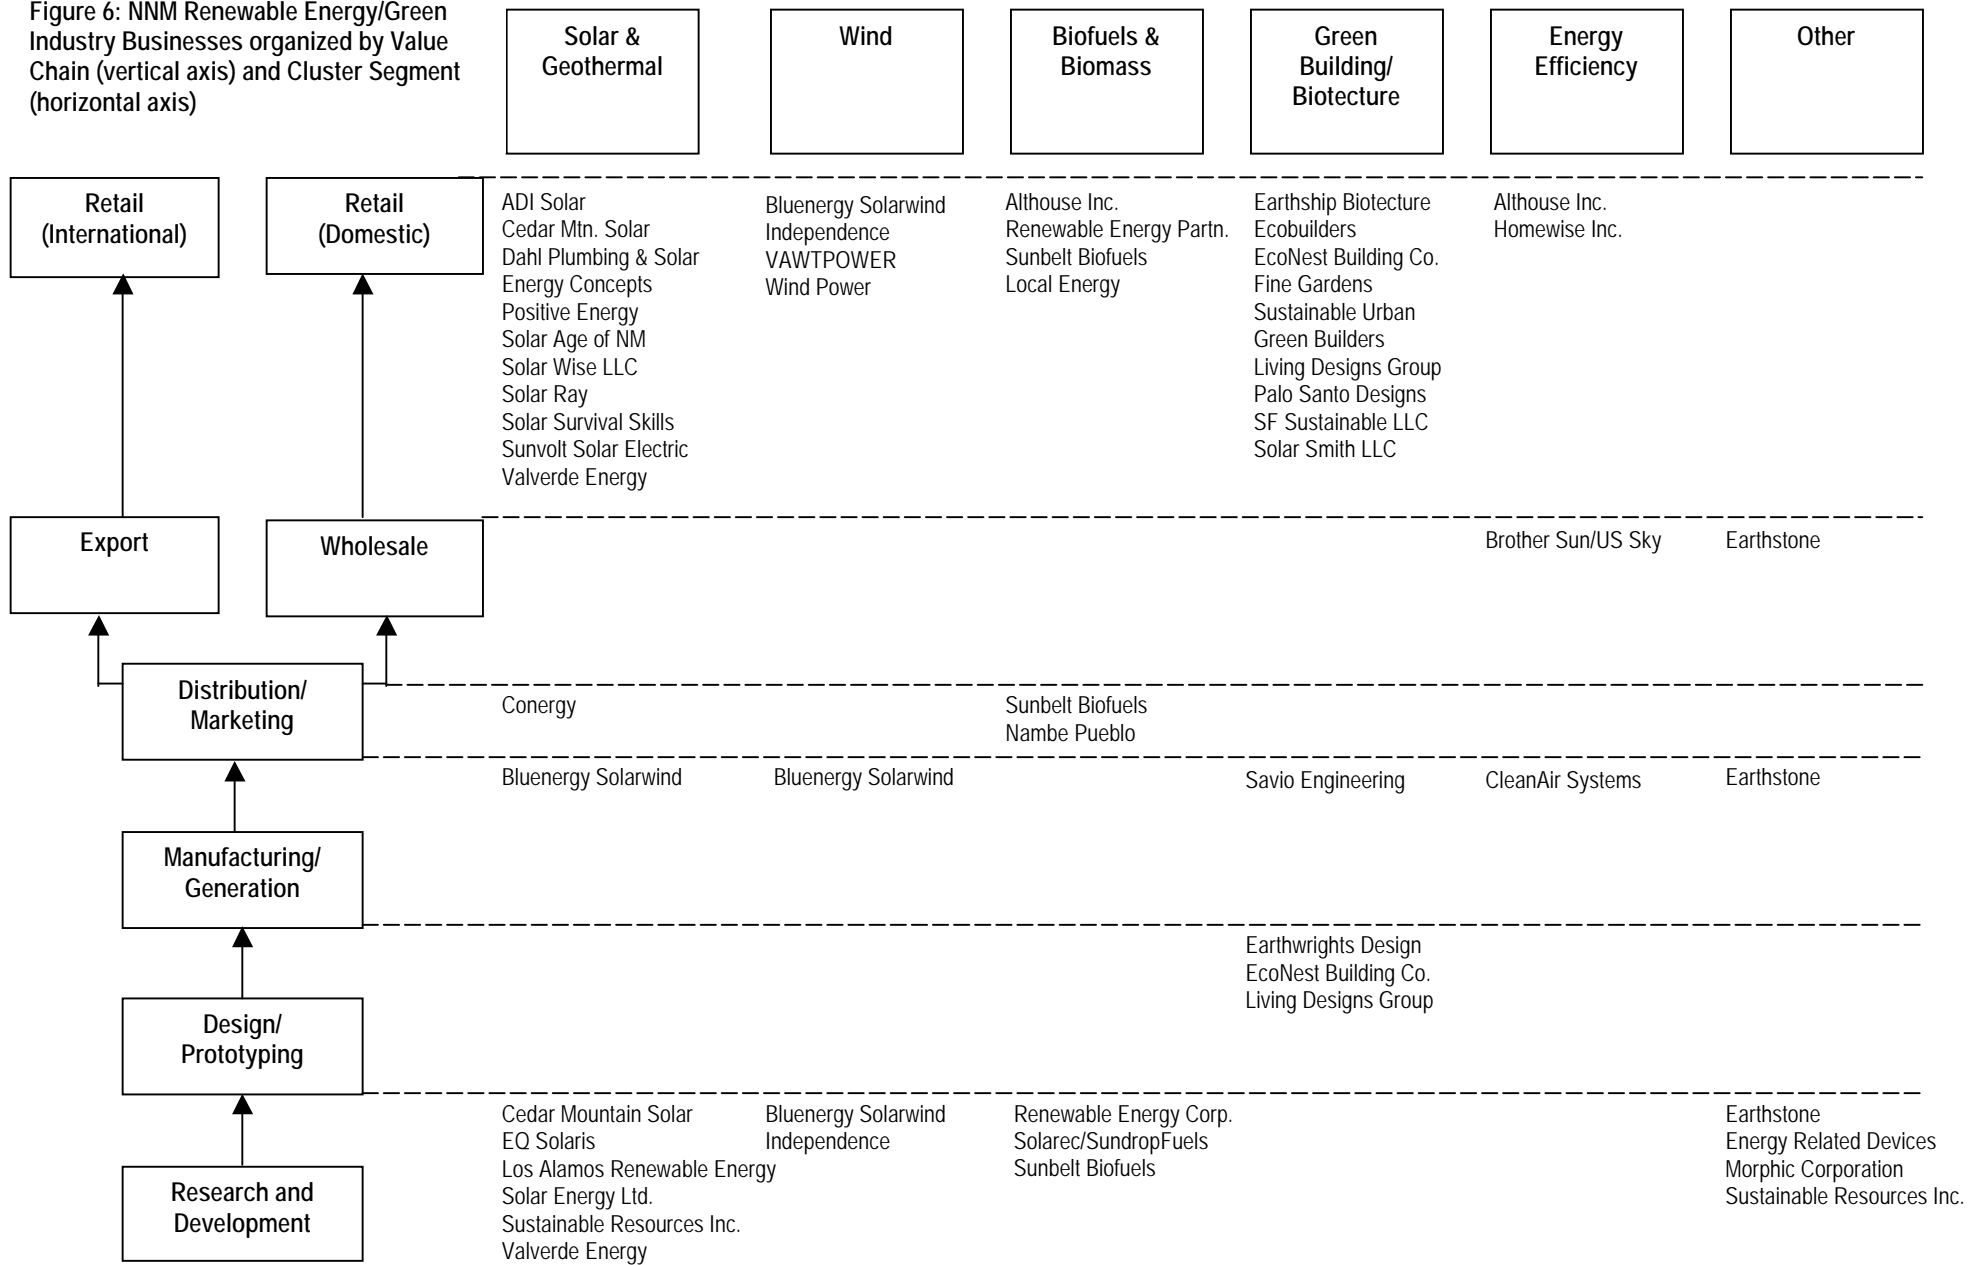 Figure 6: NNM Renewable Energy/Green
Industry Businesses organized by Value
Chain (vertical axis) and Cluster Segment
(horizontal axis)
Solar &
Geothermal
Wind
Biofuels &
Biomass
Green
Building/
Biotecture
Energy
Efficiency
Other
Retail
(International)
Retail
(Domestic)
ADI Solar
Cedar Mtn. Solar
Dahl Plumbing & Solar
Energy Concepts
Positive Energy
Solar Age of NM
Solar Wise LLC
Solar Ray
Solar Survival Skills
Sunvolt Solar Electric
Valverde Energy
Bluenergy Solarwind
Independence
VAWTPOWER
Wind Power
Althouse Inc.
Renewable Energy Partn.
Sunbelt Biofuels
Local Energy
Earthship Biotecture
Ecobuilders
EcoNest Building Co.
Fine Gardens
Sustainable Urban
Green Builders
Living Designs Group
Palo Santo Designs
SF Sustainable LLC
Solar Smith LLC
Althouse Inc.
Homewise Inc.
Export
Wholesale
Brother Sun/US Sky
Earthstone
Distribution/
Marketing
Conergy
Sunbelt Biofuels
Nambe Pueblo
Bluenergy Solarwind
Bluenergy Solarwind
Savio Engineering
CleanAir Systems
Earthstone
Manufacturing/
Generation
Earthwrights Design
EcoNest Building Co.
Living Designs Group
Design/
Prototyping
Cedar Mountain Solar
EQ Solaris
Los Alamos Renewable Energy
Solar Energy Ltd.
Sustainable Resources Inc.
Valverde Energy
Bluenergy Solarwind
Independence
Renewable Energy Corp.
Solarec/SundropFuels
Sunbelt Biofuels
Earthstone
Energy Related Devices
Morphic Corporation
Sustainable Resources Inc.
Research and
Development